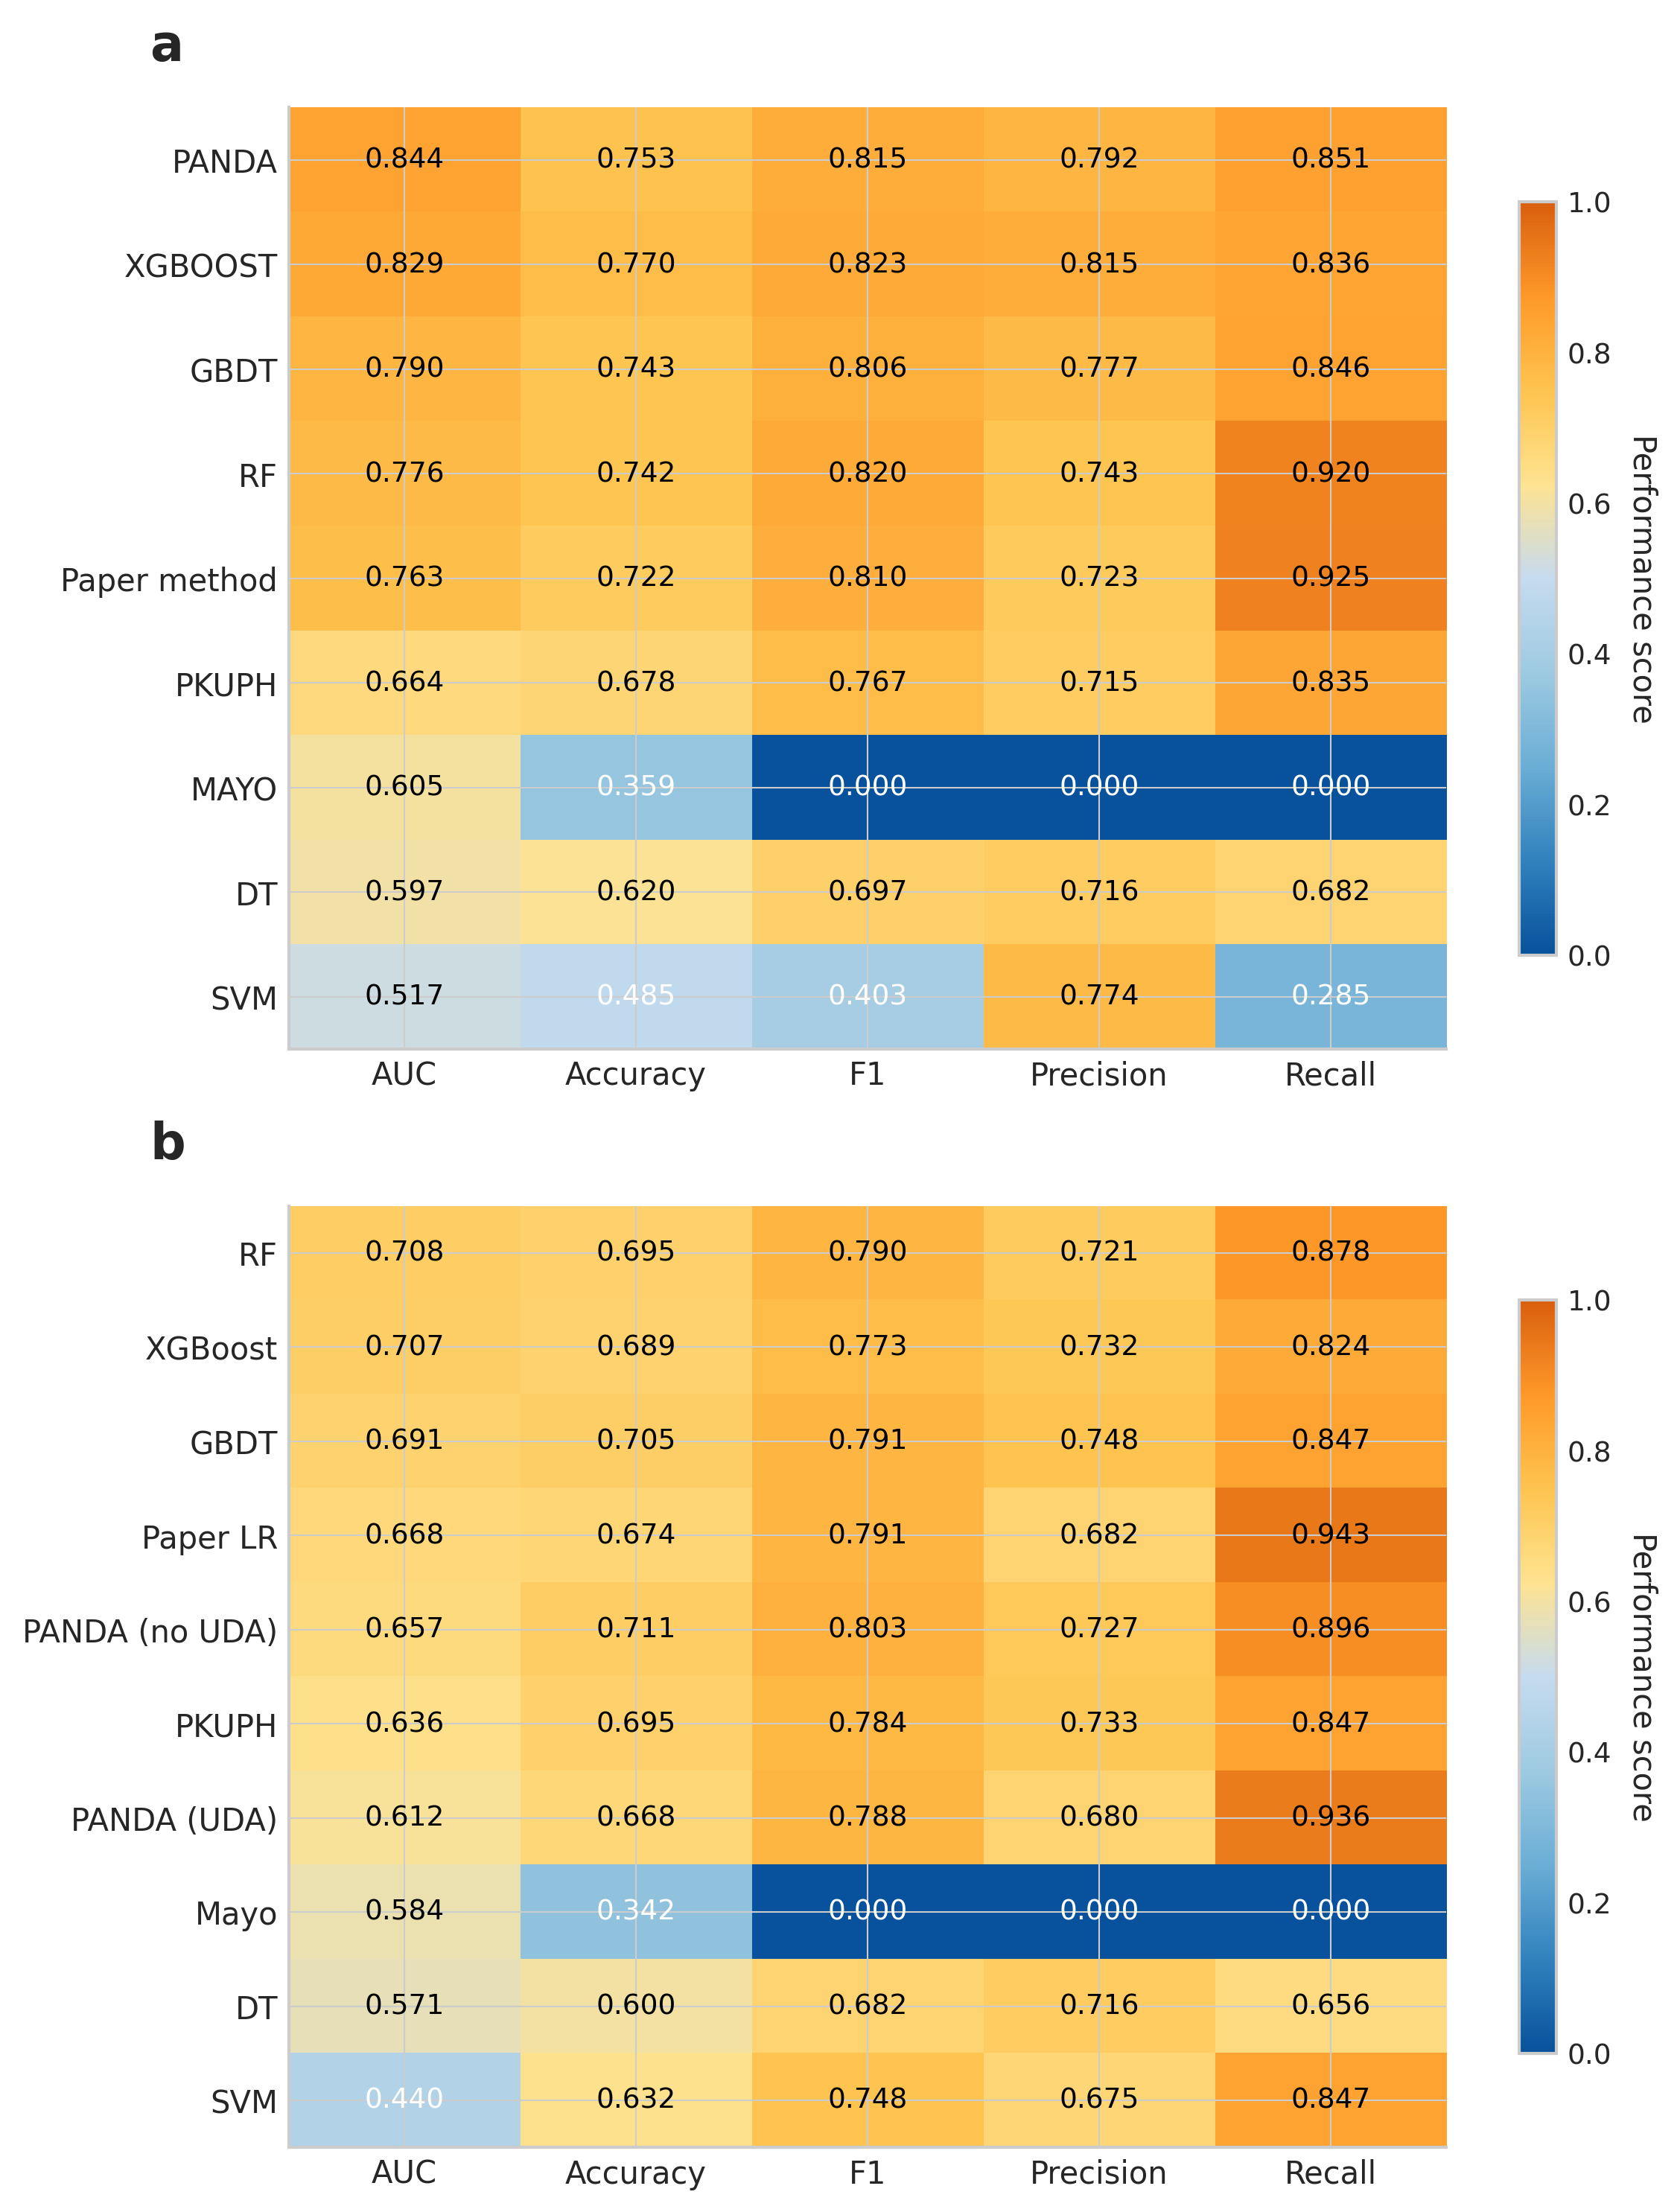 a
PANDA 0.844 0.753 0.815 0.792 0.851
XGBOOST 0.829 0.770 0.823 0.815 0.836
GBDT 0.790 0.743 0.806 0.777 0.846
RF 0.776 0.742 0.820 0.743 0.920
Paper method 0.763 0.722 0.810 0.723 0.925
PKUPH 0.664 0.678 0.767 0.715 0.835
MAYO 0.605 0.359 0.000 0.000 0.000
DT 0.597 0.620 0.697 0.716 0.682
SVM 0.517 0.485 0.403 0.774 0.285
AUC Accuracy F1 Precision Recall
1.0
0.8
0.6
0.4
0.2
0.0
Performance score
b
RF 0.708 0.695 0.790 0.721 0.878
XGBoost 0.707 0.689 0.773 0.732 0.824
GBDT 0.691 0.705 0.791 0.748 0.847
Paper LR 0.668 0.674 0.791 0.682 0.943
PANDA (no UDA) 0.657 0.711 0.803 0.727 0.896
PKUPH 0.636 0.695 0.784 0.733 0.847
PANDA (UDA) 0.612 0.668 0.788 0.680 0.936
Mayo 0.584 0.342 0.000 0.000 0.000
DT 0.571 0.600 0.682 0.716 0.656
SVM 0.440 0.632 0.748 0.675 0.847
AUC Accuracy F1 Precision Recall
1.0
0.8
0.6
0.4
0.2
0.0
Performance score